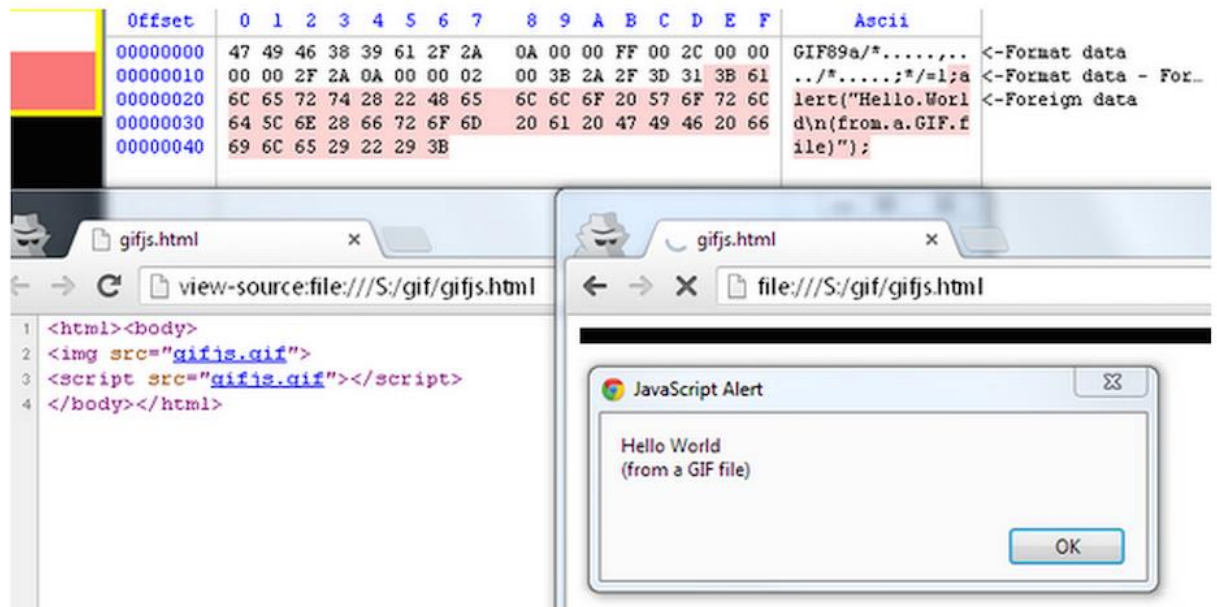 Offset 0 1 2 3 4 5 6 7 8 9 A B C D E F Ascii
00000000 47 49 46 38 39 61 2F 2A 0A 00 00 FF 00 2C 00 00 GIF89a/*.....,.. <-Format data
00000010 00 00 2F 2A 0A 00 00 02 00 3B 2A 2F 3D 31 3B 61 ../*.....;*/=1;a <-Format data - For…
00000020 6C 65 72 74 28 22 48 65 6C 6C 6F 20 57 6F 72 6C lert("Hello.Worl <-Foreign data
00000030 64 5C 6E 28 66 72 6F 6D 20 61 20 47 49 46 20 66 d\n(from.a.GIF.f
00000040 69 6C 65 29 22 29 3B ile)");
gifjs.html
view-source:file:///S:/gif/gifjs.html
1 <html><body>
2 <img src="gifjs.gif">
3 <script src="gifjs.gif"></script>
4 </body></html>
gifjs.html
file:///S:/gif/gifjs.html
JavaScript Alert
Hello World
(from a GIF file)
OK